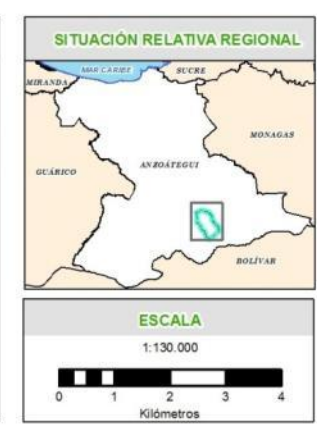 SITUACIÓN RELATIVA REGIONAL
MAR CARIBE
SUCRE
MIRANDA
MONAGAS
ANZOÁTEGUI
GUÁRICO
BOLÍVAR
ESCALA
1:130.000
0 1 2 3 4
Kilómetros